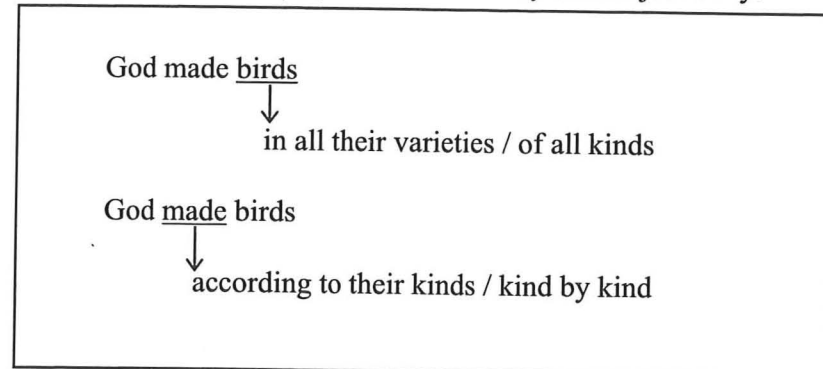 God made birds
in all their varieties / of all kinds
God made birds
according to their kinds / kind by kind